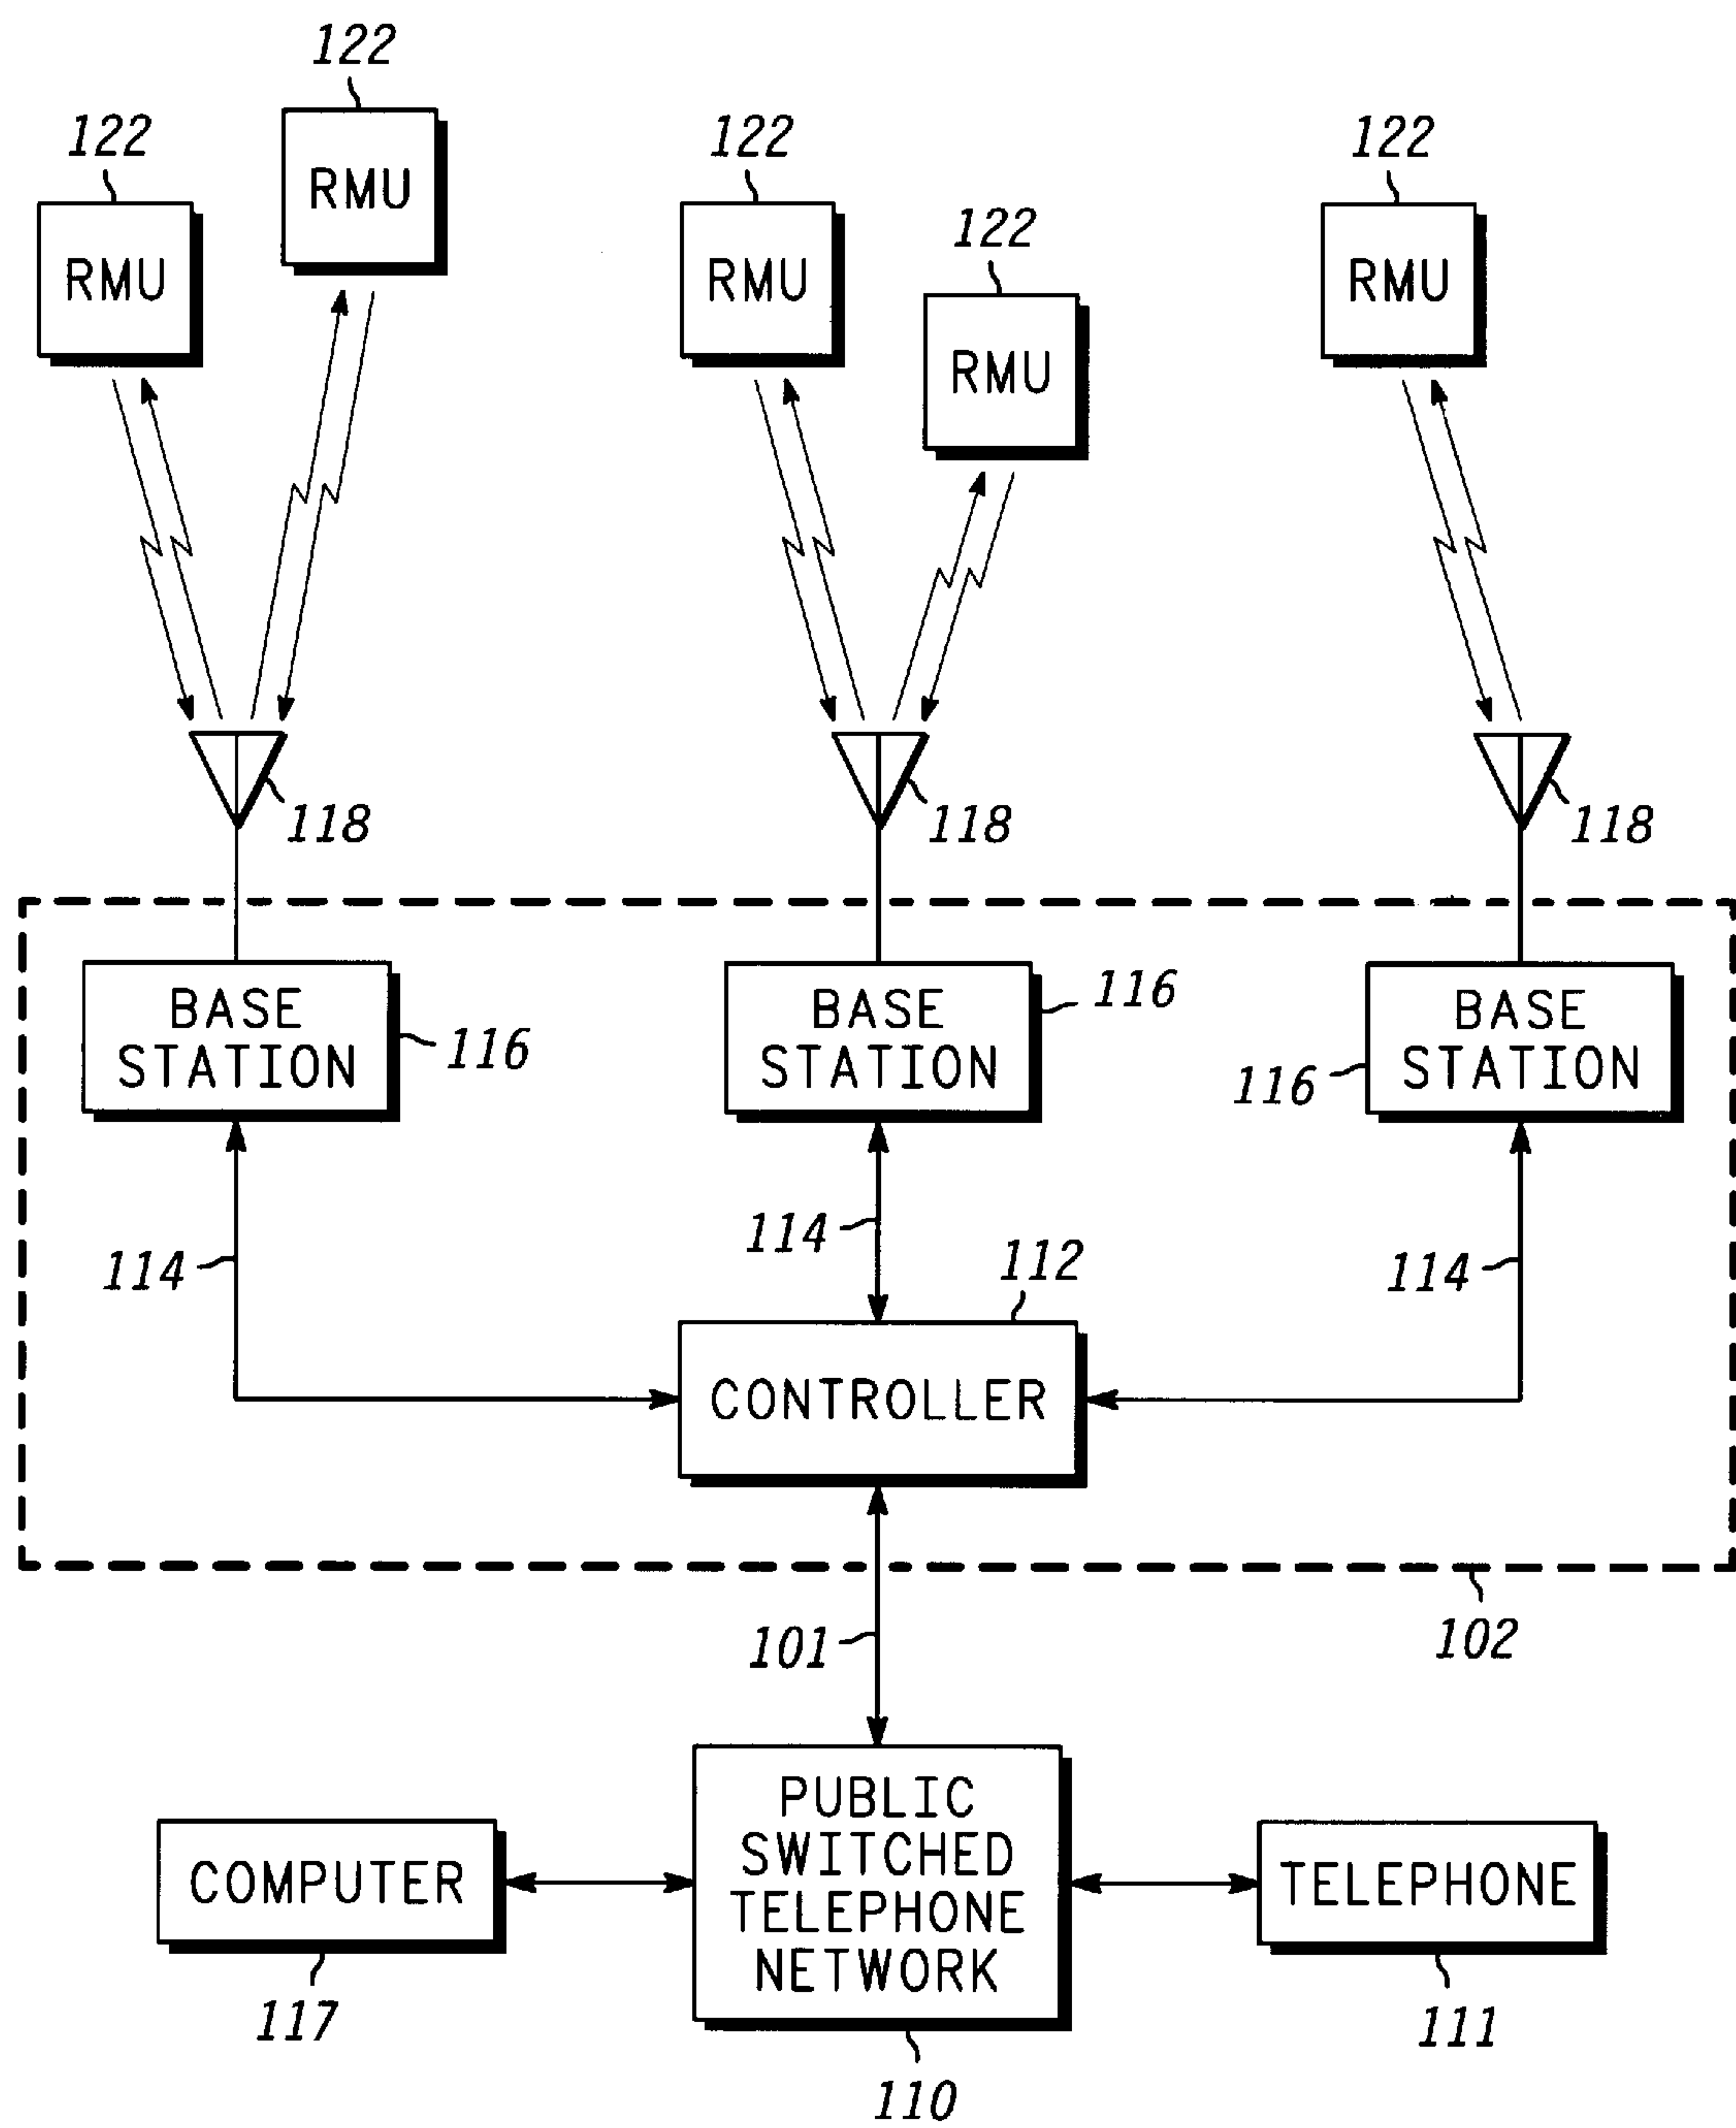 122
122
122
122
122
RMU
RMU
RMU
RMU
RMU
118
118
118
BASE
STATION
116
BASE
STATION
116
BASE
STATION
116
114
114
114
112
CONTROLLER
102
101
COMPUTER
117
PUBLIC
SWITCHED
TELEPHONE
NETWORK
110
TELEPHONE
111